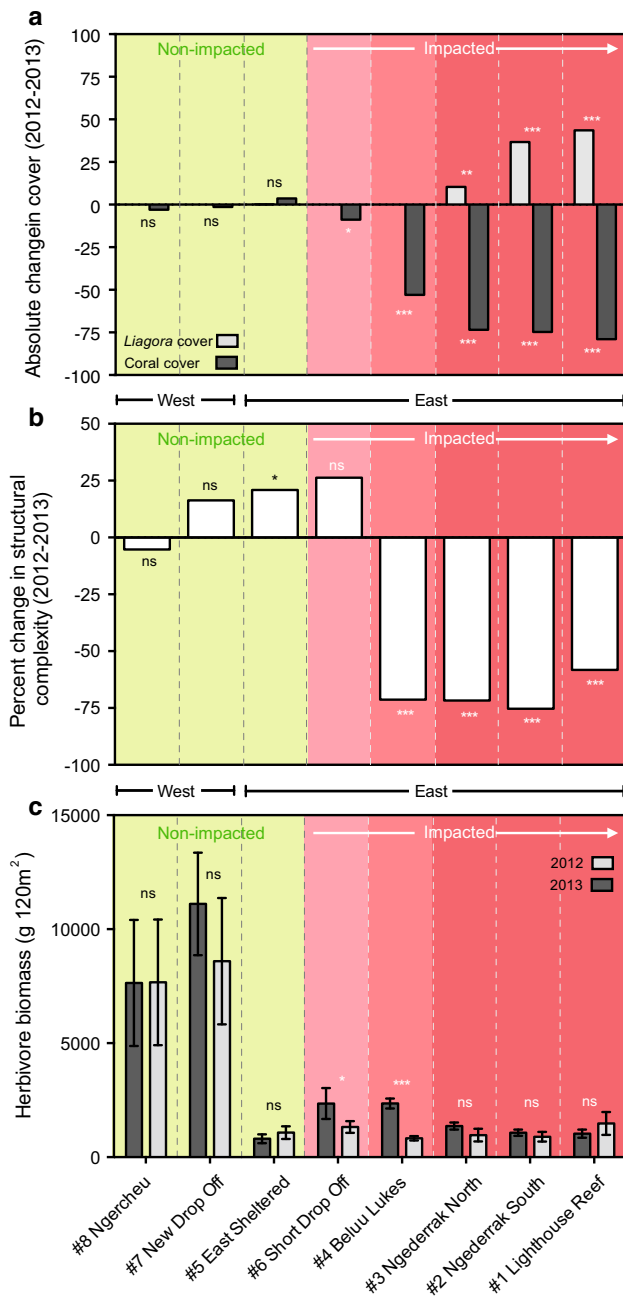 a
Non-impacted
Impacted
Absolute changein cover (2012-2013)
100
75
50
25
0
-25
-50
-75
-100
ns
ns
ns
*
***
**
***
***
***
***
***
Liagora cover
Coral cover
West
East
b
Non-impacted
Impacted
Percent change in structural
complexity (2012-2013)
50
25
0
-25
-50
-75
-100
ns
ns
*
ns
***
***
***
***
West
East
c
Non-impacted
Impacted
2012
2013
Herbivore biomass (g 120m²)
15000
10000
5000
0
ns
ns
ns
*
***
ns
ns
ns
#8 Ngercheu
#7 New Drop Off
#5 East Sheltered
#6 Short Drop Off
#4 Beluu Lukes
#3 Ngederrak North
#2 Ngederrak South
#1 Lighthouse Reef